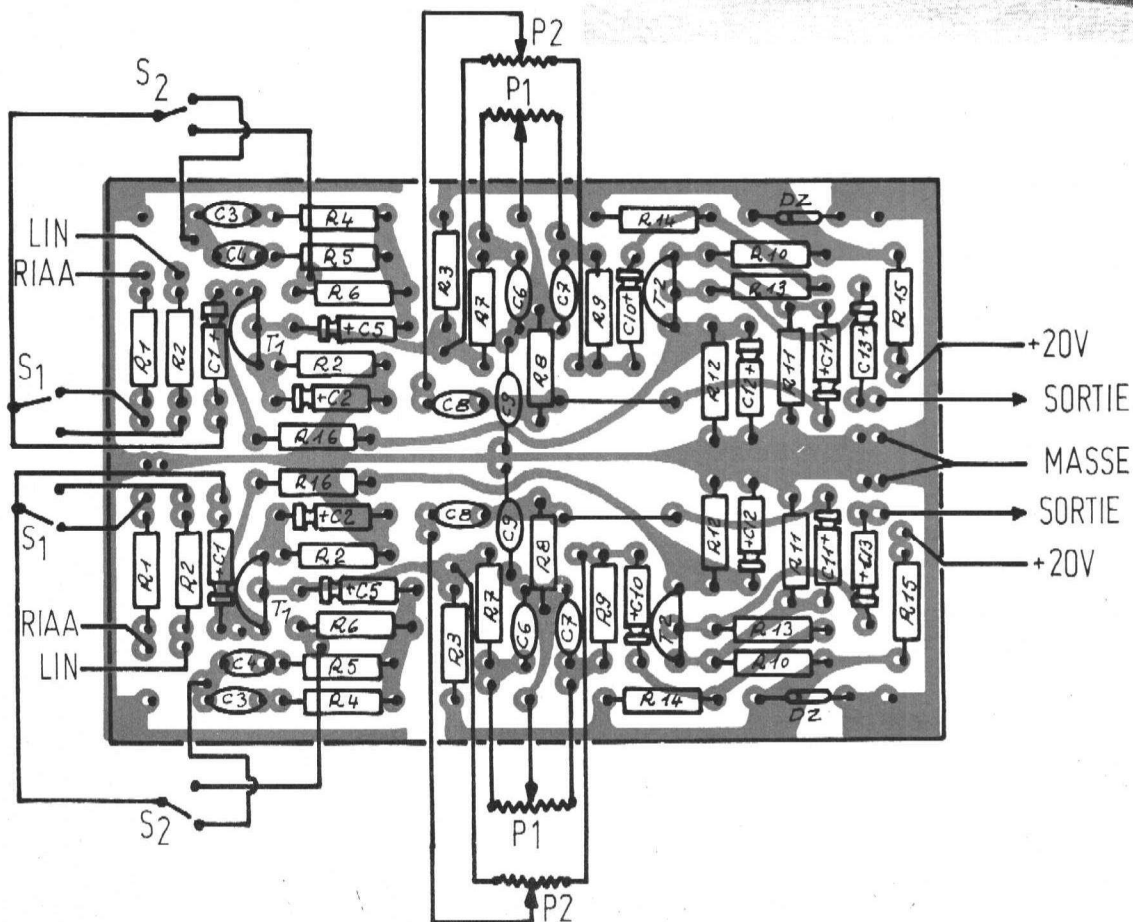 P2
S2
P1
C3
R4
DZ
R14
LIN
C4
R5
R3
R10
RIAA
R7
C6
C7
R9
C10+
T2
R13
R15
R6
R1
R2
C1+
T1
+C5
R8
R11
+C11
C13+
+20V
R2
R12
C12+
S1
+C2
C8
C9
SORTIE
R16
MASSE
R16
S1
+C2
C8
C9
SORTIE
R1
R2
+C1
R2
R8
R12
+C12
R11
C11+
+C13
+20V
T1
+C5
R15
RIAA
R6
R3
R7
C6
C7
R9
+C10
T2
R13
LIN
C4
R5
R10
C3
R4
R14
DZ
S2
P1
P2